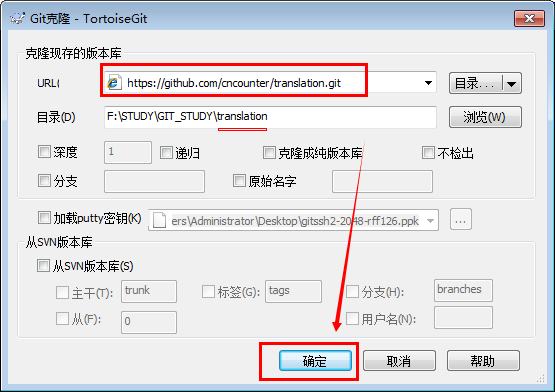 Git克隆 - TortoiseGit
克隆现存的版本库
URL( https://github.com/cncounter/translation.git 目录...
目录(D) F:\STUDY\GIT_STUDY\translation 浏览(W)
深度 1 递归 克隆成纯版本库 不检出
分支 原始名字
加载putty密钥(K) ers\Administrator\Desktop\gitssh2-2048-rff126.ppk ...
从SVN版本库
从SVN版本库(S)
主干(T): trunk 标签(G): tags 分支(H): branches
从(F): 0 用户名(N):
确定 取消 帮助